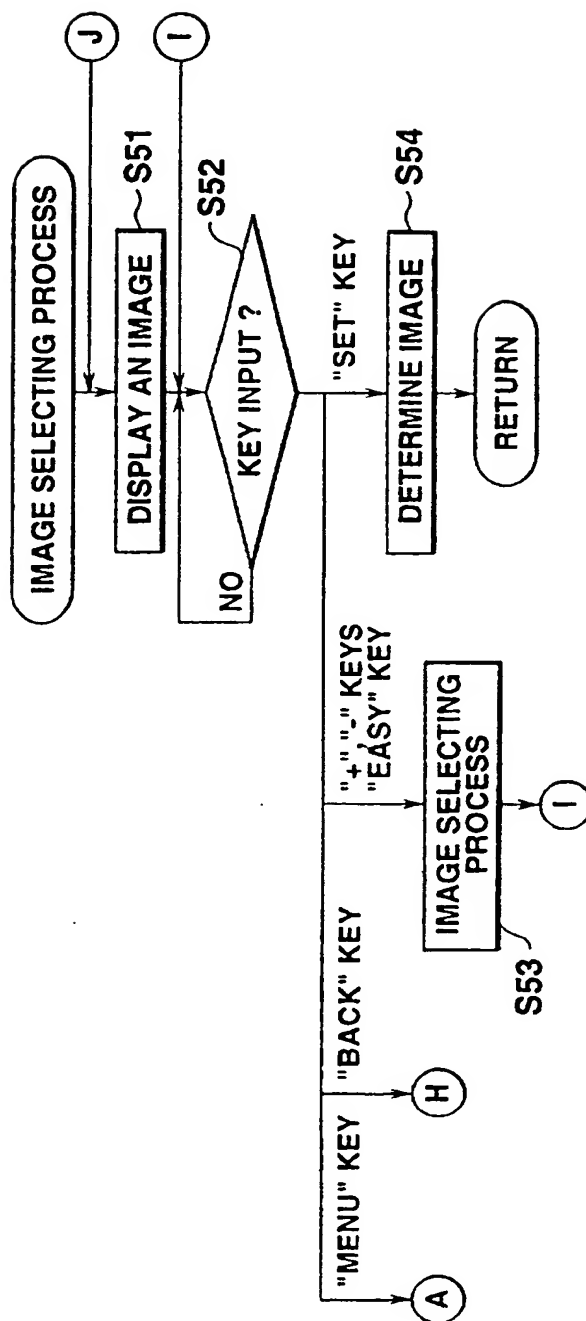 IMAGE SELECTING PROCESS
J
DISPLAY AN IMAGE
S51
I
KEY INPUT ?
S52
NO
"MENU" KEY
"BACK" KEY
"+" "-" KEYS
"EASY" KEY
"SET" KEY
A
H
IMAGE SELECTING
PROCESS
S53
I
DETERMINE IMAGE
S54
RETURN